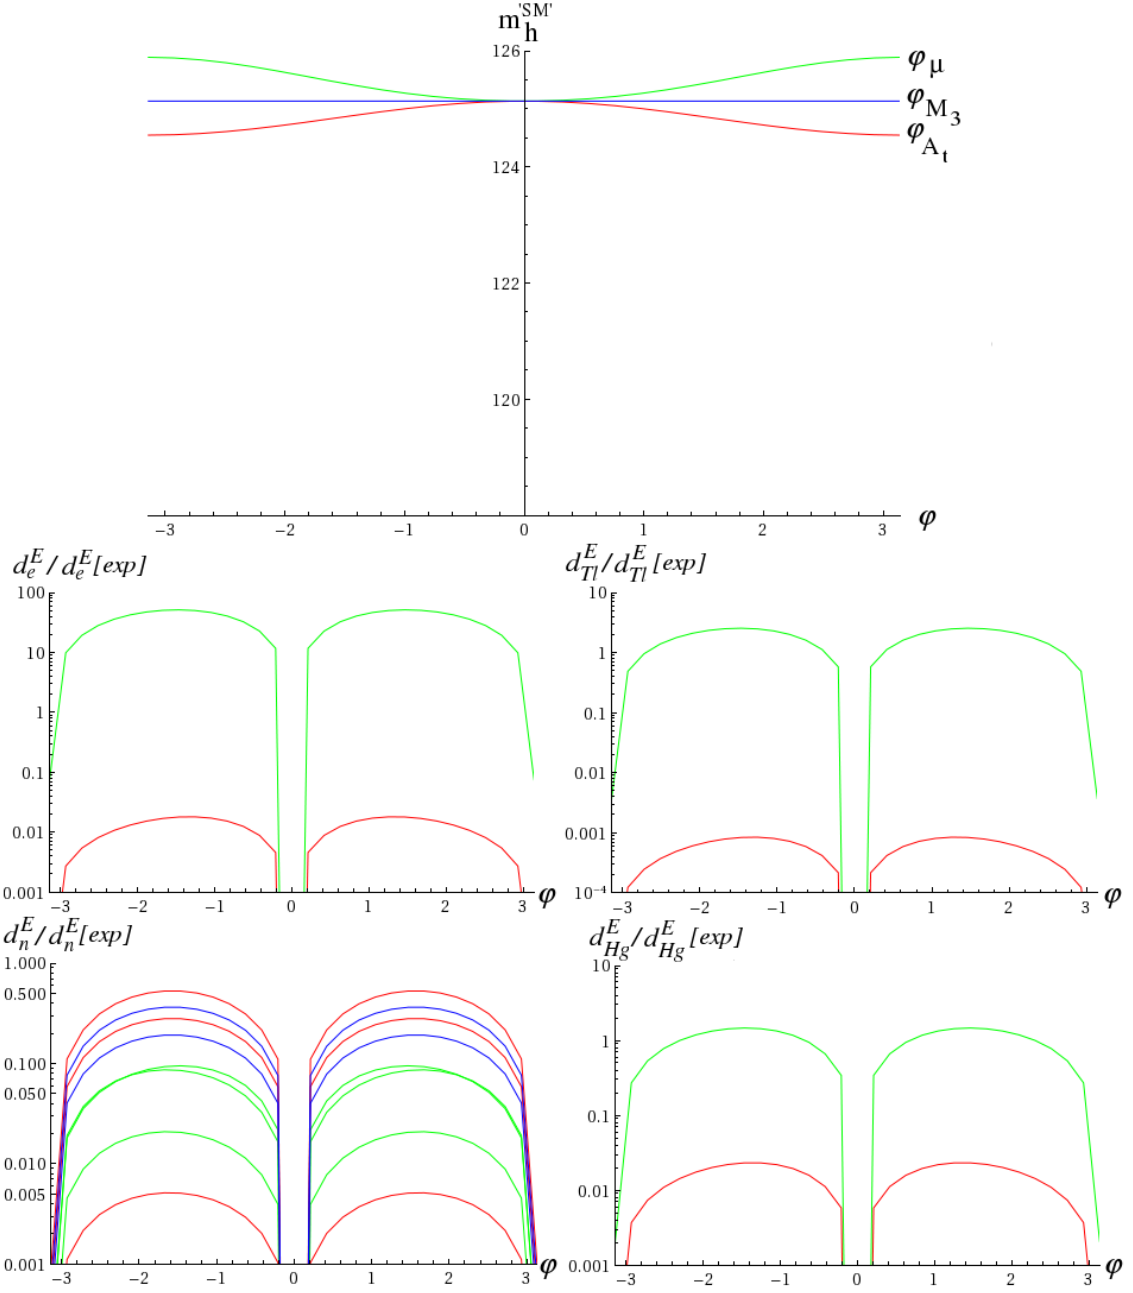 m_h^'SM'
126
φ_μ
φ_M_3
φ_A_t
124
122
120
−3 −2 −1 0 1 2 3 φ
d_e^E/d_e^E[exp]
100
10
1
0.1
0.01
0.001
−3 −2 −1 0 1 2 3 φ
d_Tl^E/d_Tl^E[exp]
10
1
0.1
0.01
0.001
10⁻⁴
−3 −2 −1 0 1 2 3 φ
d_n^E/d_n^E[exp]
1.000
0.500
0.100
0.050
0.010
0.005
0.001
−3 −2 −1 0 1 2 3 φ
d_Hg^E/d_Hg^E[exp]
10
1
0.1
0.01
0.001
−3 −2 −1 0 1 2 3 φ